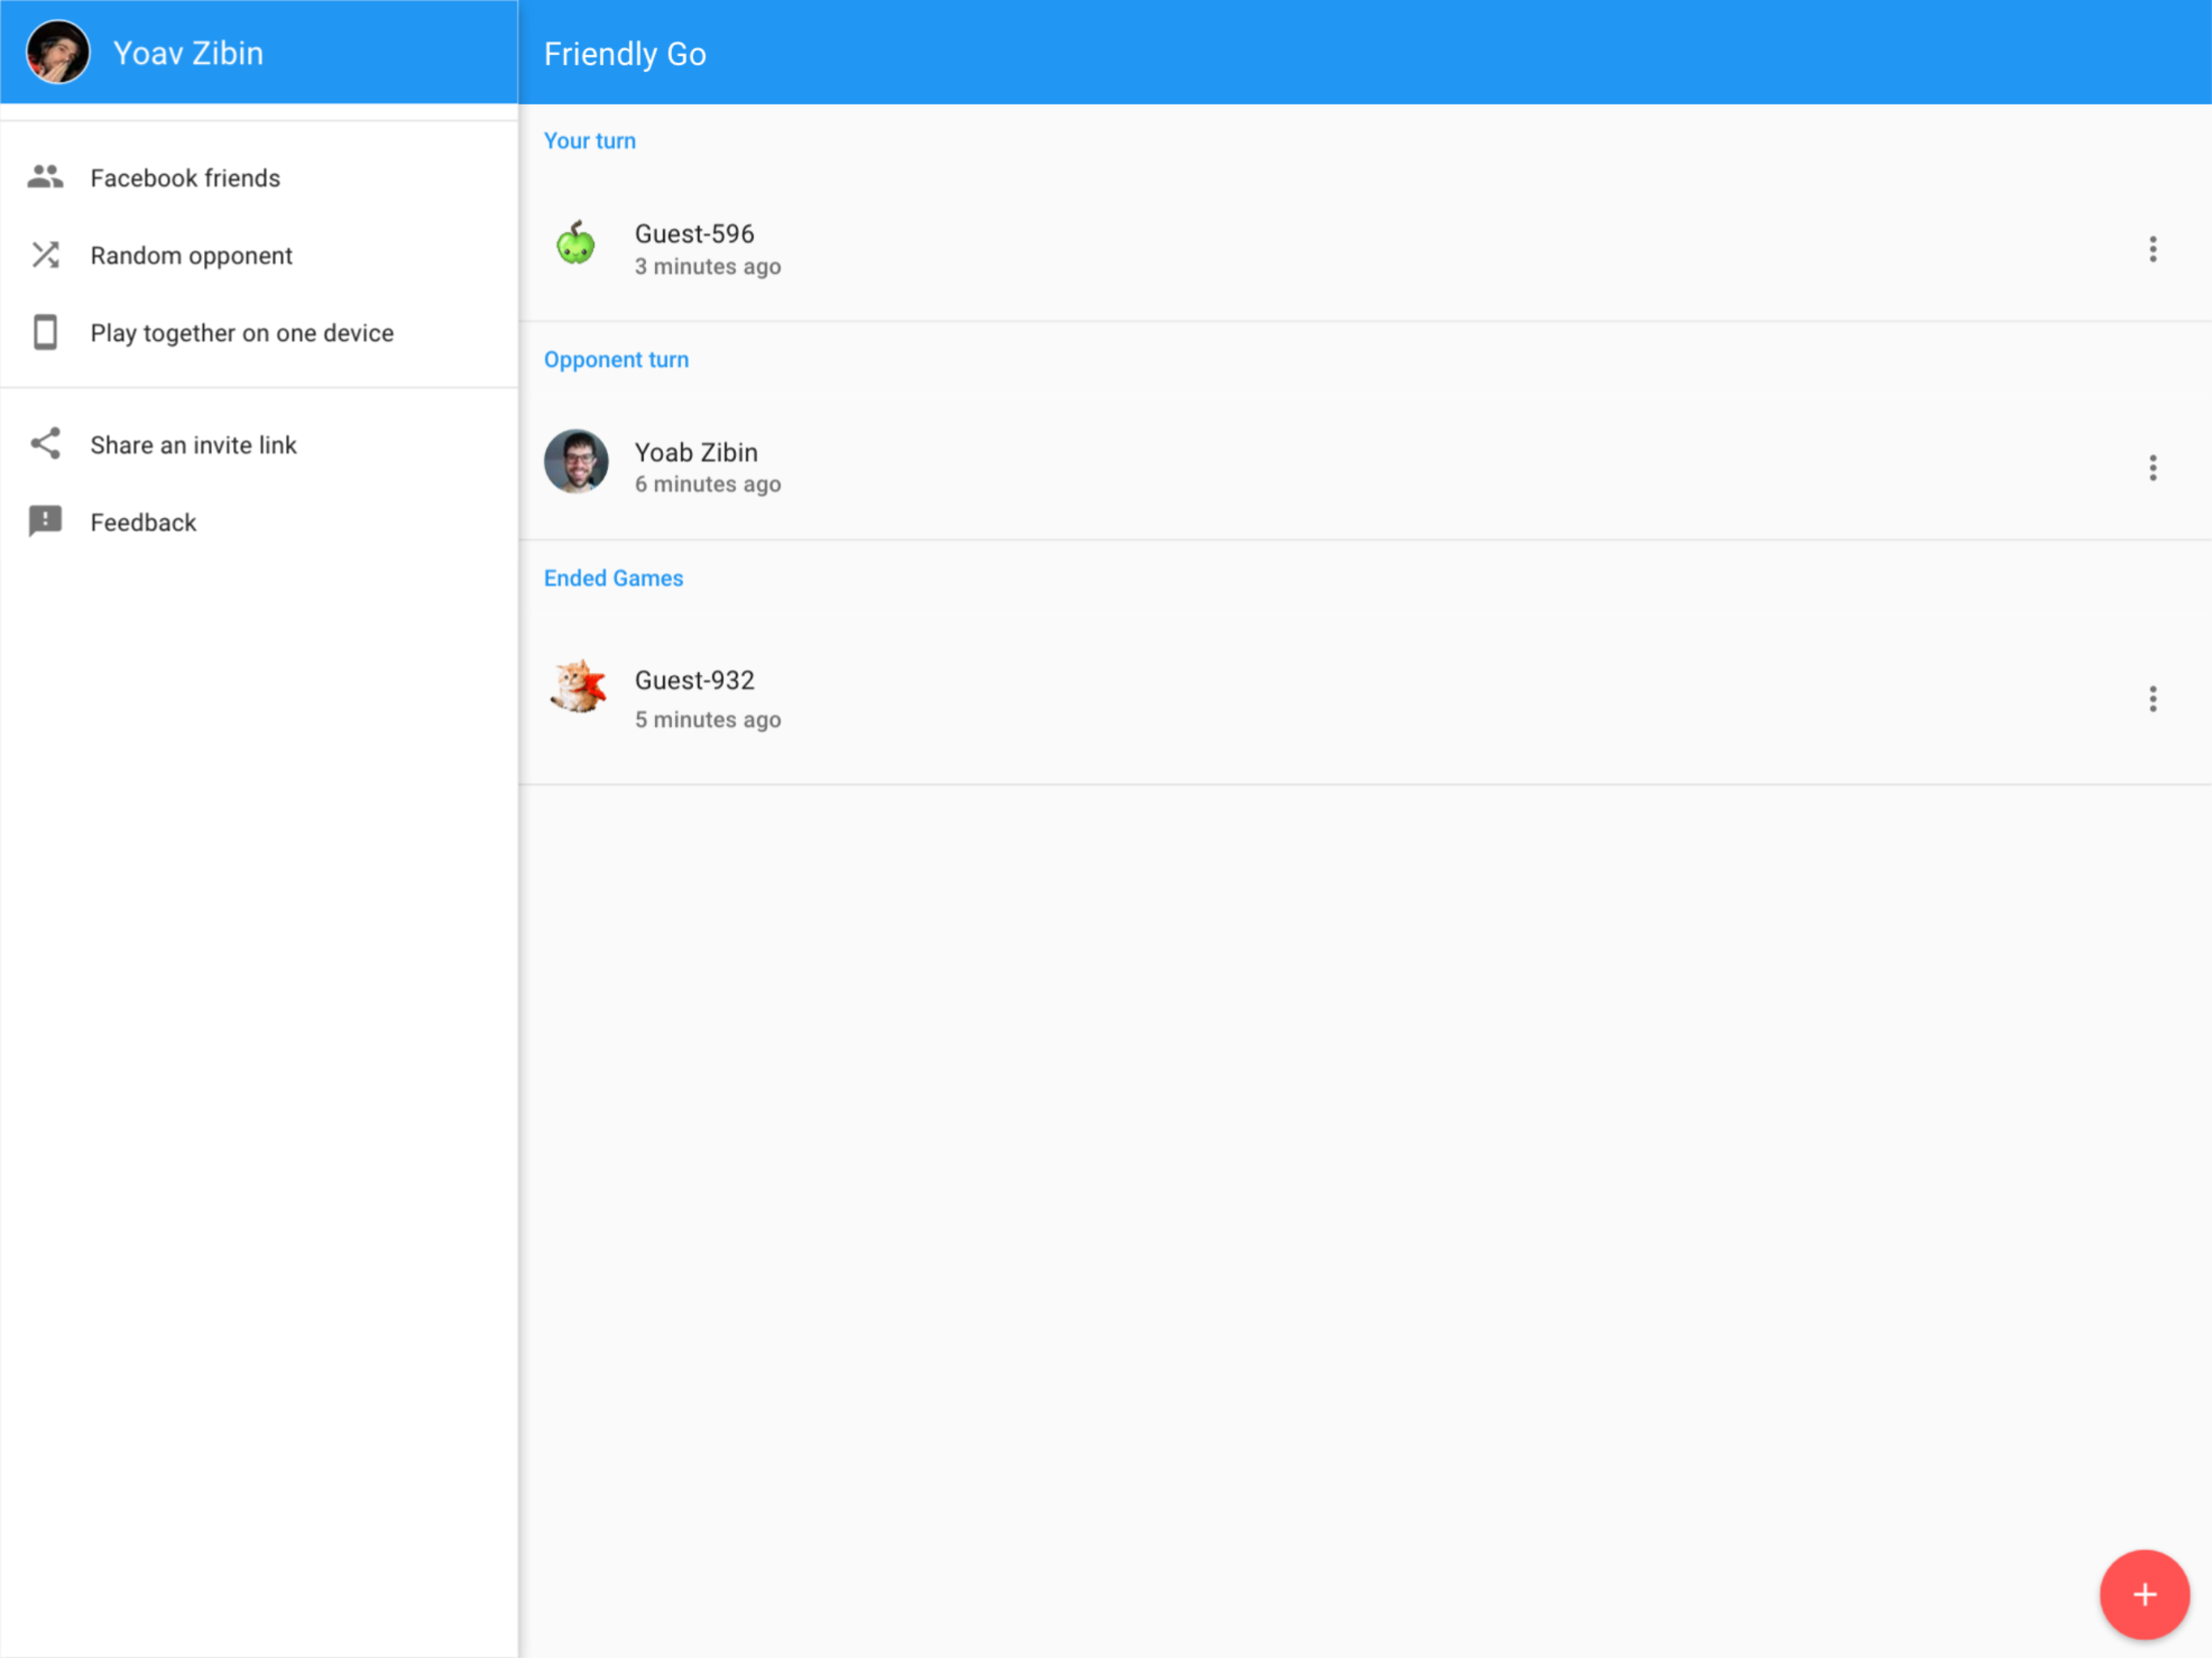 Yoav Zibin
Facebook friends
Random opponent
Play together on one device
Share an invite link
Feedback
Friendly Go
Your turn
Guest-596
3 minutes ago
Opponent turn
Yoab Zibin
6 minutes ago
Ended Games
Guest-932
5 minutes ago